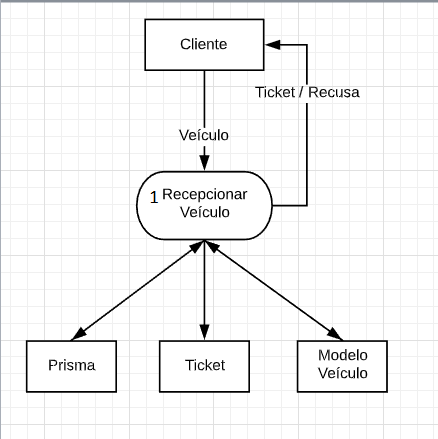 Cliente
Ticket / Recusa
Veículo
1 Recepcionar
Veículo
Prisma
Ticket
Modelo
Veículo